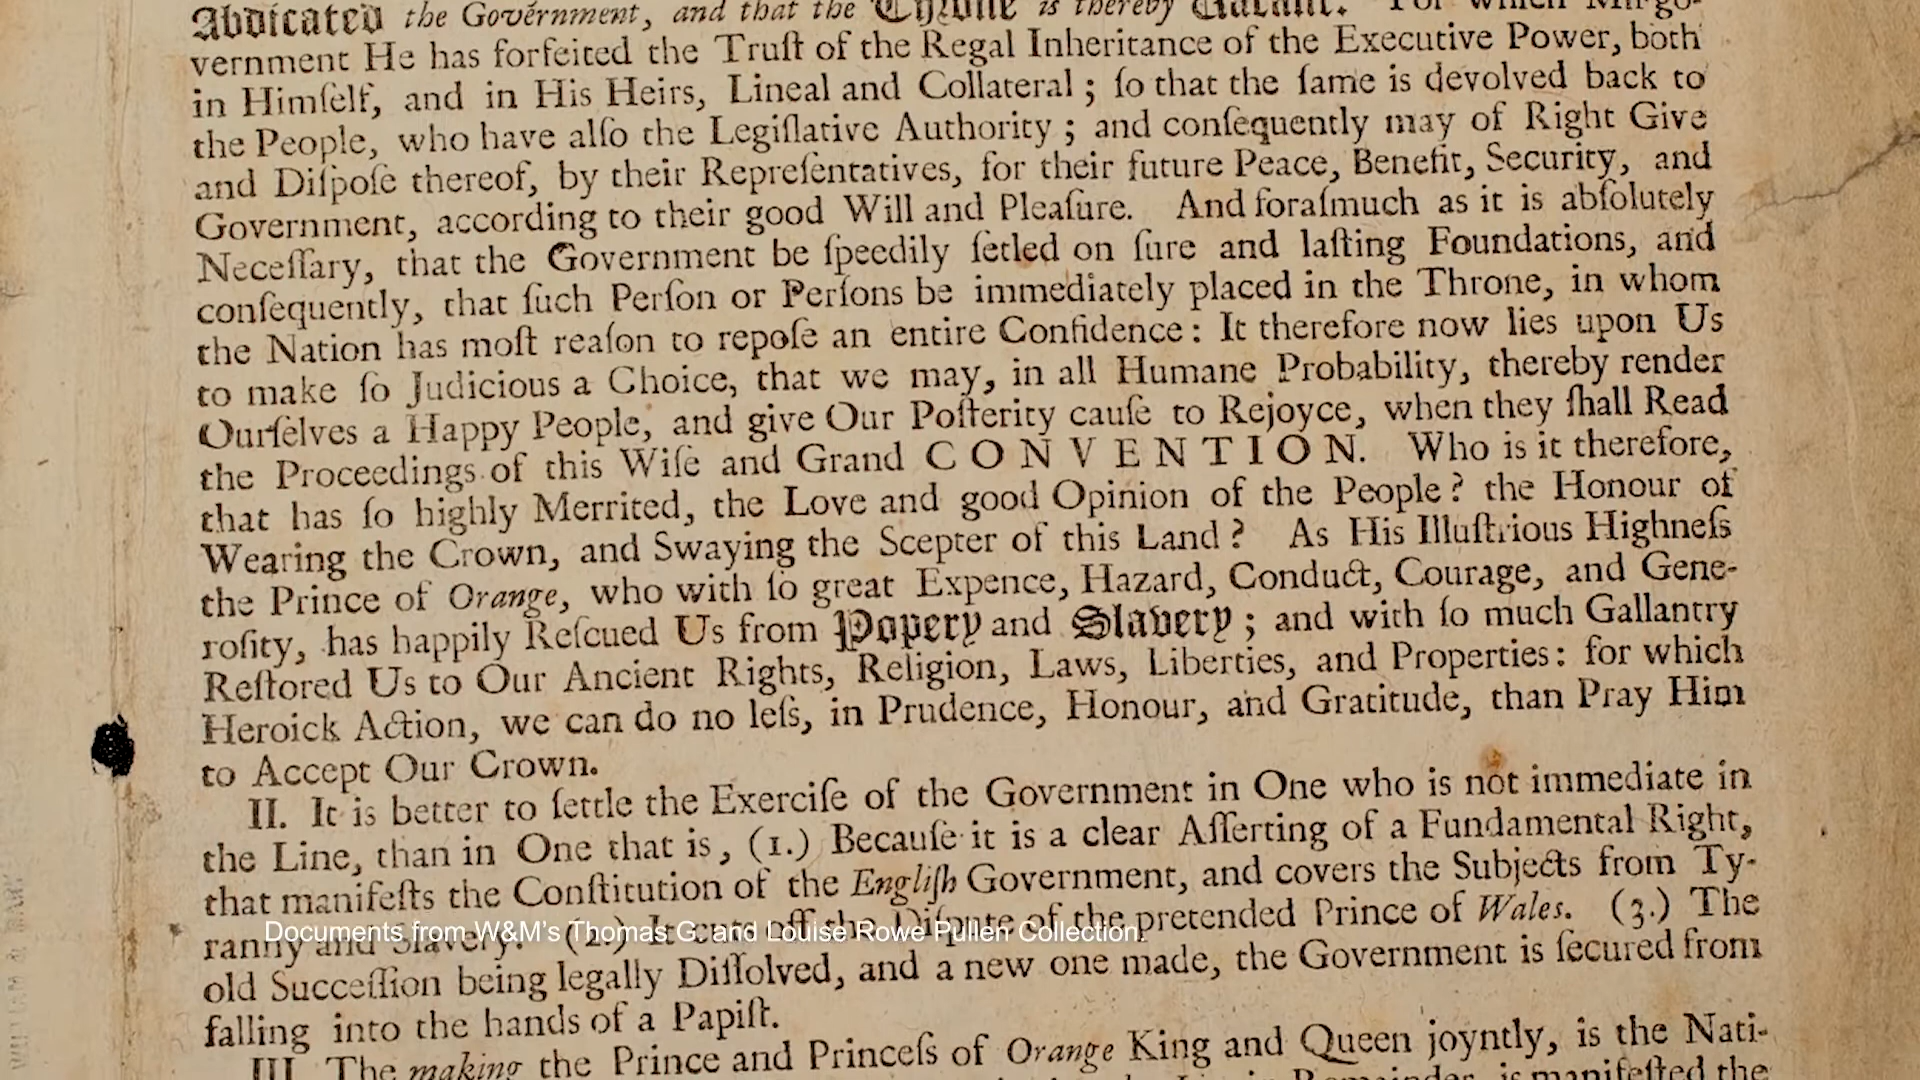 Abdicated the Government, and that the Throne is thereby Vacant. For which Miſ-go-
vernment He has forfeited the Truſt of the Regal Inheritance of the Executive Power, both
in Himſelf, and in His Heirs, Lineal and Collateral ; ſo that the ſame is devolved back to
the People, who have alſo the Legiſlative Authority ; and conſequently may of Right Give
and Diſpoſe thereof, by their Repreſentatives, for their future Peace, Benefit, Security, and
Government, according to their good Will and Pleaſure. And foraſmuch as it is abſolutely
Neceſſary, that the Government be ſpeedily ſetled on ſure and laſting Foundations, and
conſequently, that ſuch Perſon or Perſons be immediately placed in the Throne, in whom
the Nation has moſt reaſon to repoſe an entire Confidence : It therefore now lies upon Us
to make ſo Judicious a Choice, that we may, in all Humane Probability, thereby render
Ourſelves a Happy People, and give Our Poſterity cauſe to Rejoyce, when they ſhall Read
the Proceedings of this Wiſe and Grand CONVENTION. Who is it therefore,
that has ſo highly Merrited, the Love and good Opinion of the People ? the Honour of
Wearing the Crown, and Swaying the Scepter of this Land ? As His Illuſtrious Highneſs
the Prince of Orange, who with ſo great Expence, Hazard, Conduct, Courage, and Gene-
roſity, has happily Reſcued Us from Popery and Slavery ; and with ſo much Gallantry
Reſtored Us to Our Ancient Rights, Religion, Laws, Liberties, and Properties : for which
Heroick Action, we can do no leſs, in Prudence, Honour, and Gratitude, than Pray Him
to Accept Our Crown.
II. It is better to ſettle the Exerciſe of the Government in One who is not immediate in
the Line, than in One that is, (1.) Becauſe it is a clear Aſſerting of a Fundamental Right,
that manifeſts the Conſtitution of the Engliſh Government, and covers the Subjects from Ty-
ranny and Slavery. (2.) It cuts off the Diſpute of the pretended Prince of Wales. (3.) The
Documents from W&M's Thomas G. and Louise Rowe Pullen Collection.
old Succeſſion being legally Diſſolved, and a new one made, the Government is ſecured from
falling into the hands of a Papiſt.
III. The making the Prince and Princeſs of Orange King and Queen joyntly, is the Nati-
in Remainder, is manifeſted the